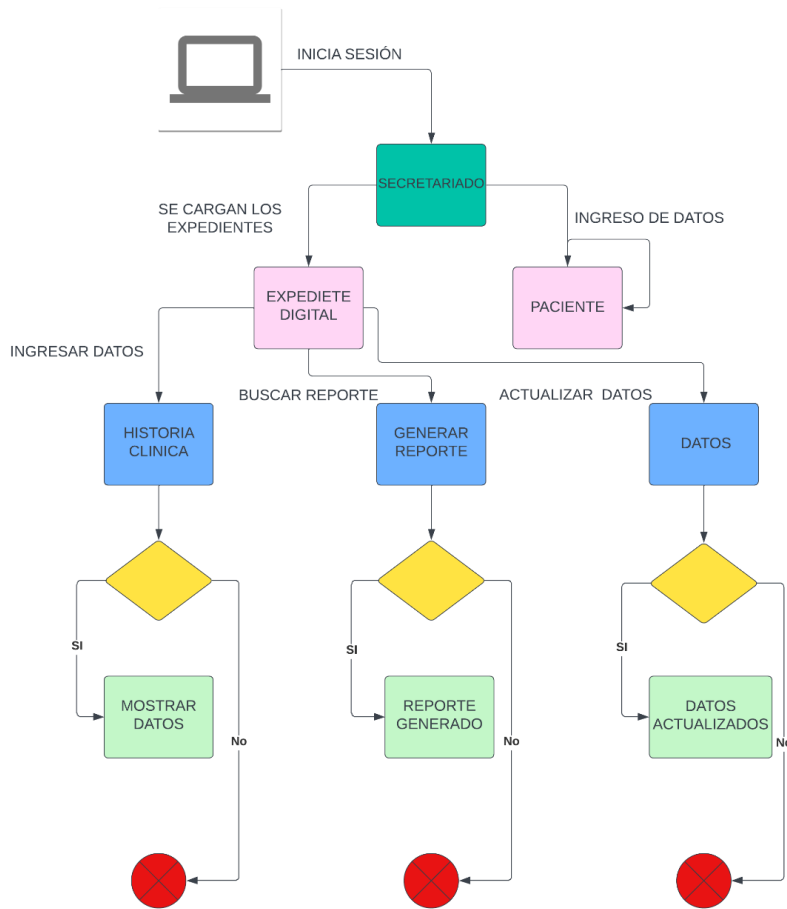 INICIA SESIÓN
SECRETARIADO
SE CARGAN LOS
EXPEDIENTES
INGRESO DE DATOS
EXPEDIETE
DIGITAL
PACIENTE
INGRESAR DATOS
BUSCAR REPORTE
ACTUALIZAR  DATOS
HISTORIA
CLINICA
GENERAR
REPORTE
DATOS
SI
SI
SI
MOSTRAR
DATOS
REPORTE
GENERADO
DATOS
ACTUALIZADOS
No
No
No